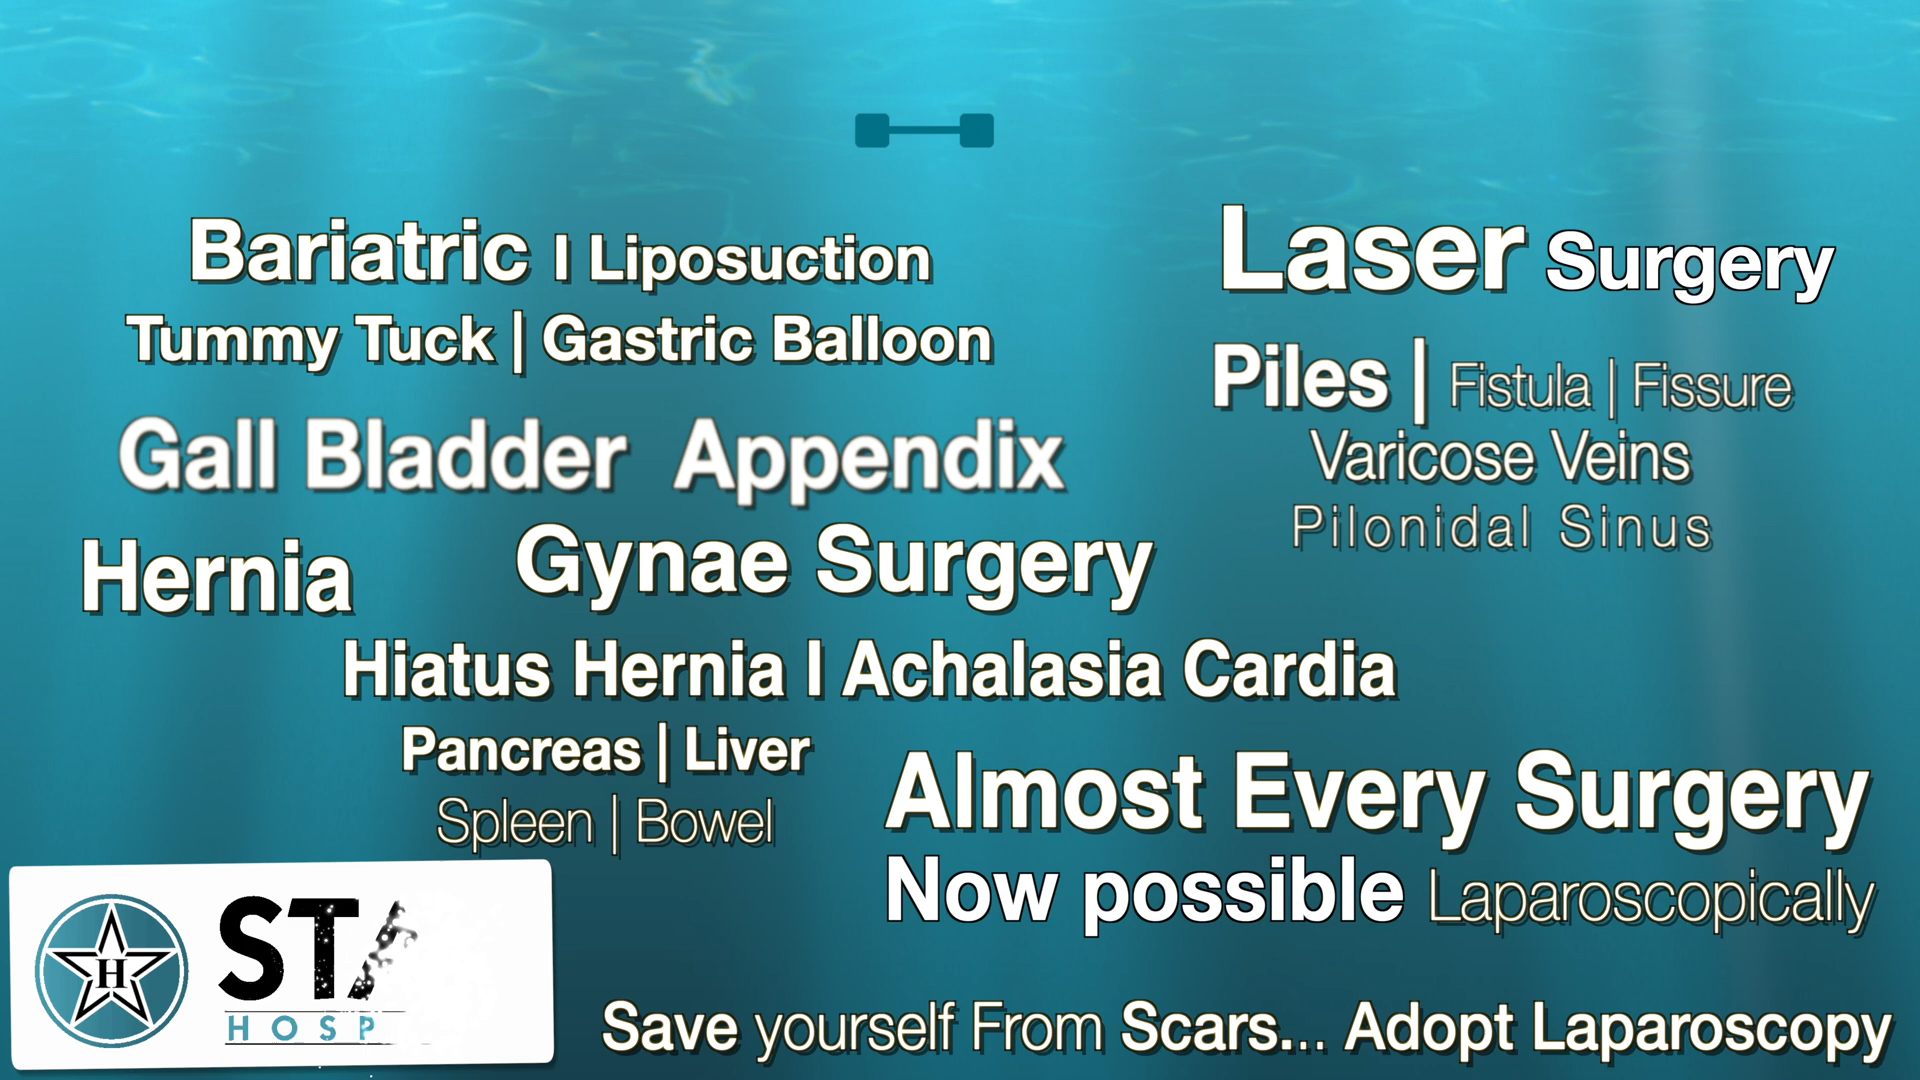 Bariatric | Liposuction
Tummy Tuck | Gastric Balloon
Gall Bladder Appendix
Hernia
Gynae Surgery
Hiatus Hernia | Achalasia Cardia
Pancreas | Liver
Spleen | Bowel
Laser Surgery
Piles | Fistula | Fissure
Varicose Veins
Pilonidal Sinus
Almost Every Surgery
Now possible Laparoscopically
H
Save yourself From Scars... Adopt Laparoscopy